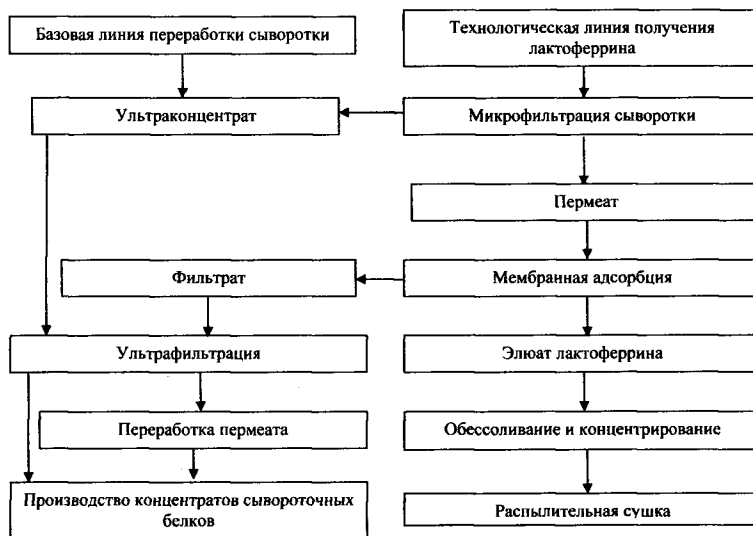 Базовая линия переработки сыворотки
Технологическая линия получения
лактоферрина
Ультраконцентрат
Микрофильтрация сыворотки
Пермеат
Фильтрат
Мембранная адсорбция
Ультрафильтрация
Элюат лактоферрина
Переработка пермеата
Обессоливание и концентрирование
Производство концентратов сывороточных
белков
Распылительная сушка